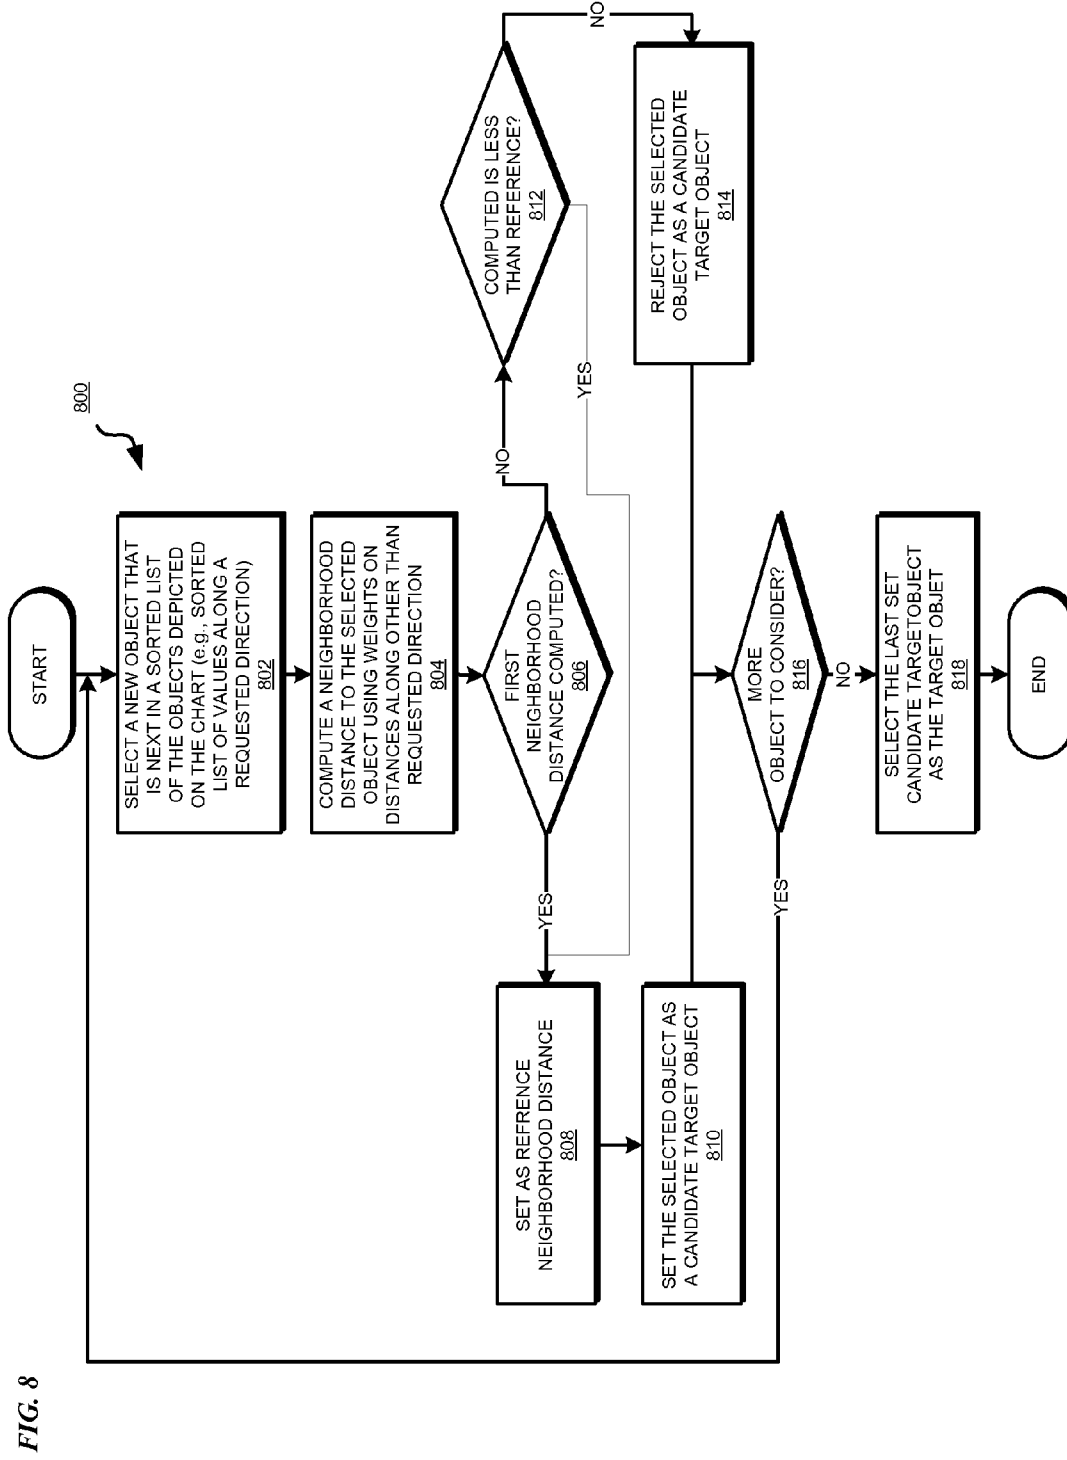 START
800
SELECT A NEW OBJECT THAT
IS NEXT IN A SORTED LIST
OF THE OBJECTS DEPICTED
ON THE CHART (e.g., SORTED
LIST OF VALUES ALONG A
REQUESTED DIRECTION)
802
COMPUTE A NEIGHBORHOOD
DISTANCE TO THE SELECTED
OBJECT USING WEIGHTS ON
DISTANCES ALONG OTHER THAN
REQUESTED DIRECTION
804
FIRST
NEIGHBORHOOD
DISTANCE COMPUTED?
806
YES
NO
SET AS REFRENCE
NEIGHBORHOOD DISTANCE
808
SET THE SELECTED OBJECT AS
A CANDIDATE TARGET OBJECT
810
COMPUTED IS LESS
THAN REFERENCE?
812
YES
NO
REJECT THE SELECTED
OBJECT AS A CANDIDATE
TARGET OBJECT
814
MORE
OBJECT TO CONSIDER?
816
YES
NO
SELECT THE LAST SET
CANDIDATE TARGETOBJECT
AS THE TARGET OBJET
818
END
FIG. 8